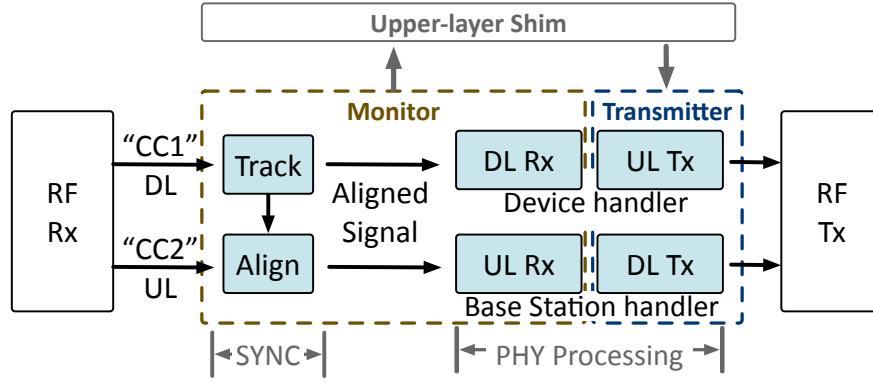 Upper-layer Shim
Monitor
Transmitter
RF
Rx
“CC1”
DL
“CC2”
UL
Track
Align
Aligned
Signal
DL Rx
UL Tx
Device handler
UL Rx
DL Tx
Base Station handler
RF
Tx
SYNC
PHY Processing